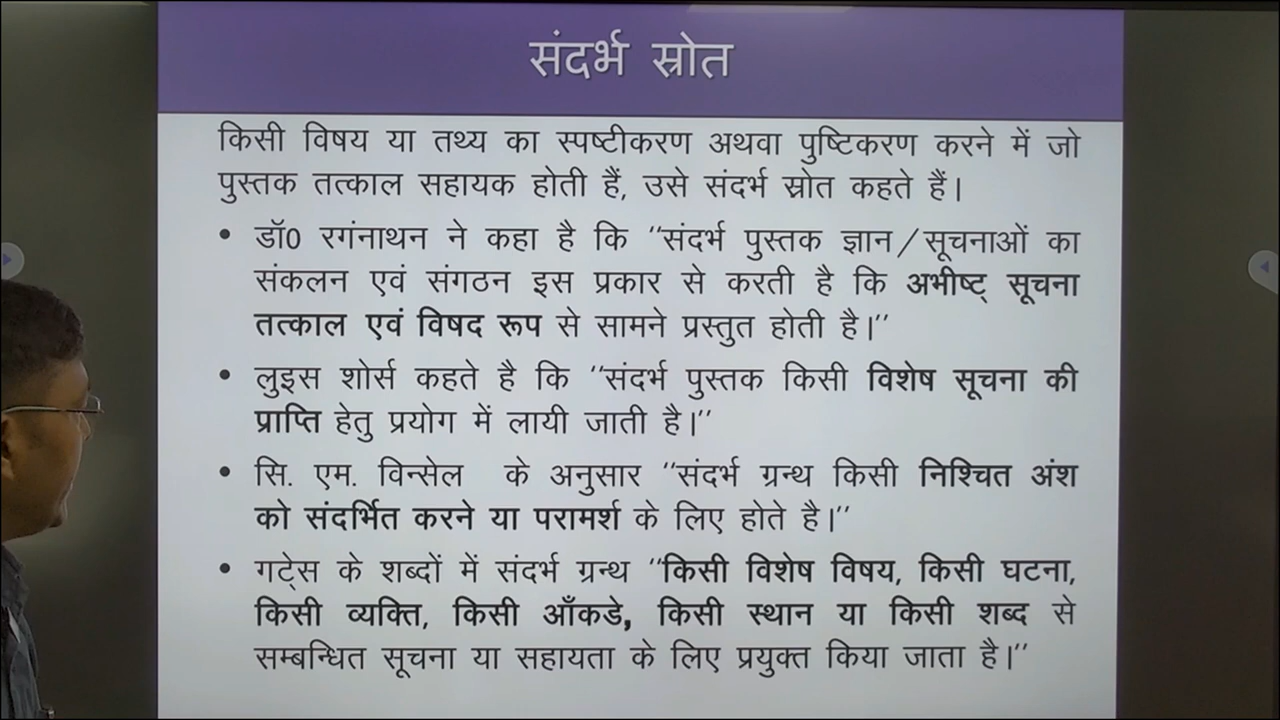 संदर्भ स्रोत
किसी विषय या तथ्य का स्पष्टीकरण अथवा पुष्टिकरण करने में जो
पुस्तक तत्काल सहायक होती हैं, उसे संदर्भ स्रोत कहते हैं।
• डॉ0 रगंनाथन ने कहा है कि ‘‘संदर्भ पुस्तक ज्ञान/सूचनाओं का
संकलन एवं संगठन इस प्रकार से करती है कि अभीष्ट् सूचना
तत्काल एवं विषद रूप से सामने प्रस्तुत होती है।’’
• लुइस शोर्स कहते है कि ‘‘संदर्भ पुस्तक किसी विशेष सूचना की
प्राप्ति हेतु प्रयोग में लायी जाती है।’’
• सि. एम. विन्सेल के अनुसार ‘‘संदर्भ ग्रन्थ किसी निश्चित अंश
को संदर्भित करने या परामर्श के लिए होते है।’’
• गटे्स के शब्दों में संदर्भ ग्रन्थ ‘‘किसी विशेष विषय, किसी घटना,
किसी व्यक्ति, किसी आँकडे, किसी स्थान या किसी शब्द से
सम्बन्धित सूचना या सहायता के लिए प्रयुक्त किया जाता है।’’